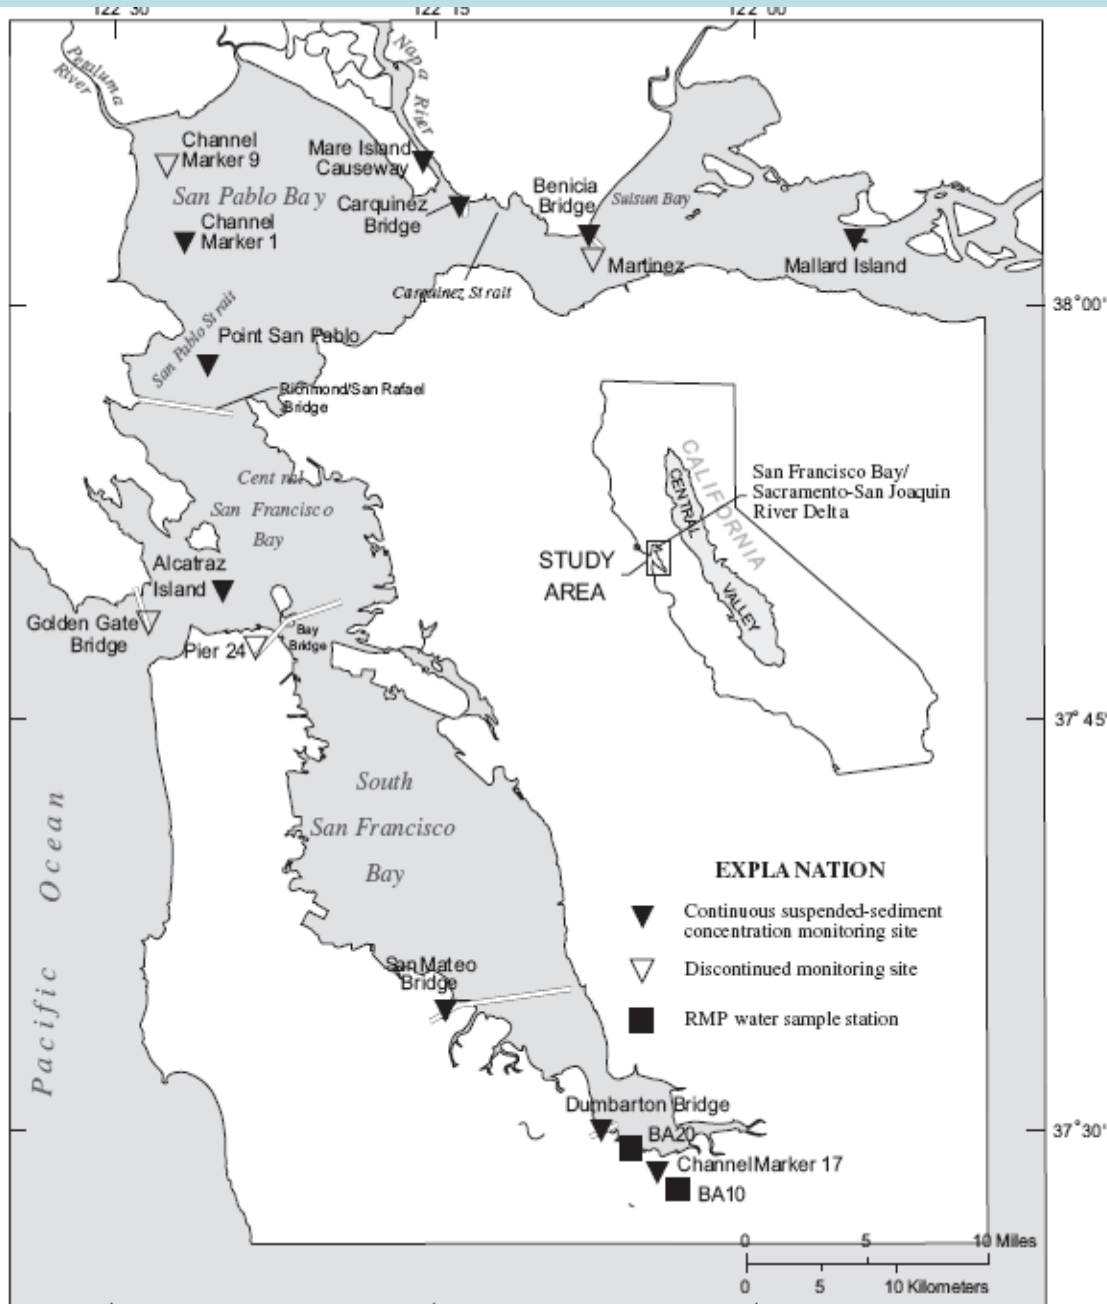 122 30
122 15
122 00
Petaluma
River
Napa River
Channel
Marker 9
Mare Island
Causeway
San Pablo Bay
Carquinez
Bridge
Benicia
Bridge
Suisun Bay
Channel
Marker 1
Martinez
Mallard Island
Carquinez Strait
38°00'
San Pablo Strait
Point San Pablo
Richmond/San Rafael
Bridge
Central
San Francisco
Bay
CALIFORNIA
CENTRAL
VALLEY
San Francisco Bay/
Sacramento-San Joaquin
River Delta
STUDY
AREA
Alcatraz
Island
Golden Gate
Bridge
Pier 24
Bay
Bridge
37°45'
South
San Francisco
Bay
Pacific Ocean
EXPLANATION
Continuous suspended-sediment
concentration monitoring site
Discontinued monitoring site
RMP water sample station
San Mateo
Bridge
Dumbarton Bridge
BA20
37°30'
Channel Marker 17
BA10
0 5 10 Miles
0 5 10 Kilometers